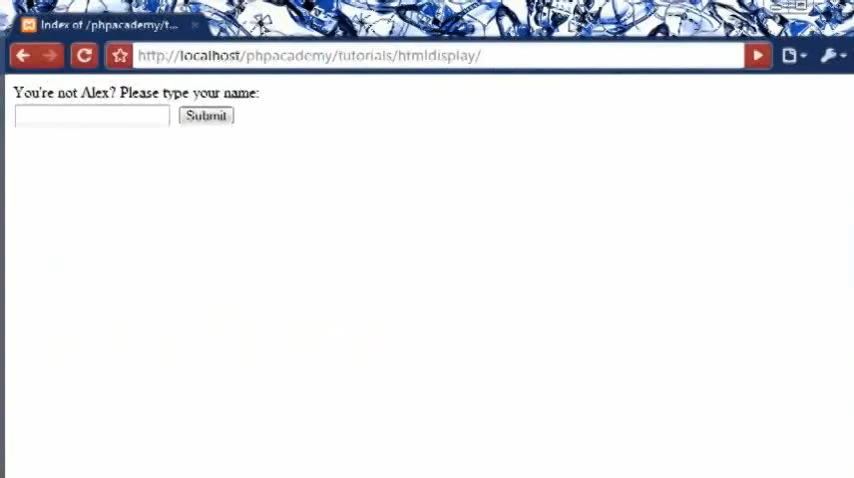 Index of /phpacademy/t...
http://localhost/phpacademy/tutorials/htmldisplay/
You're not Alex? Please type your name:
Submit